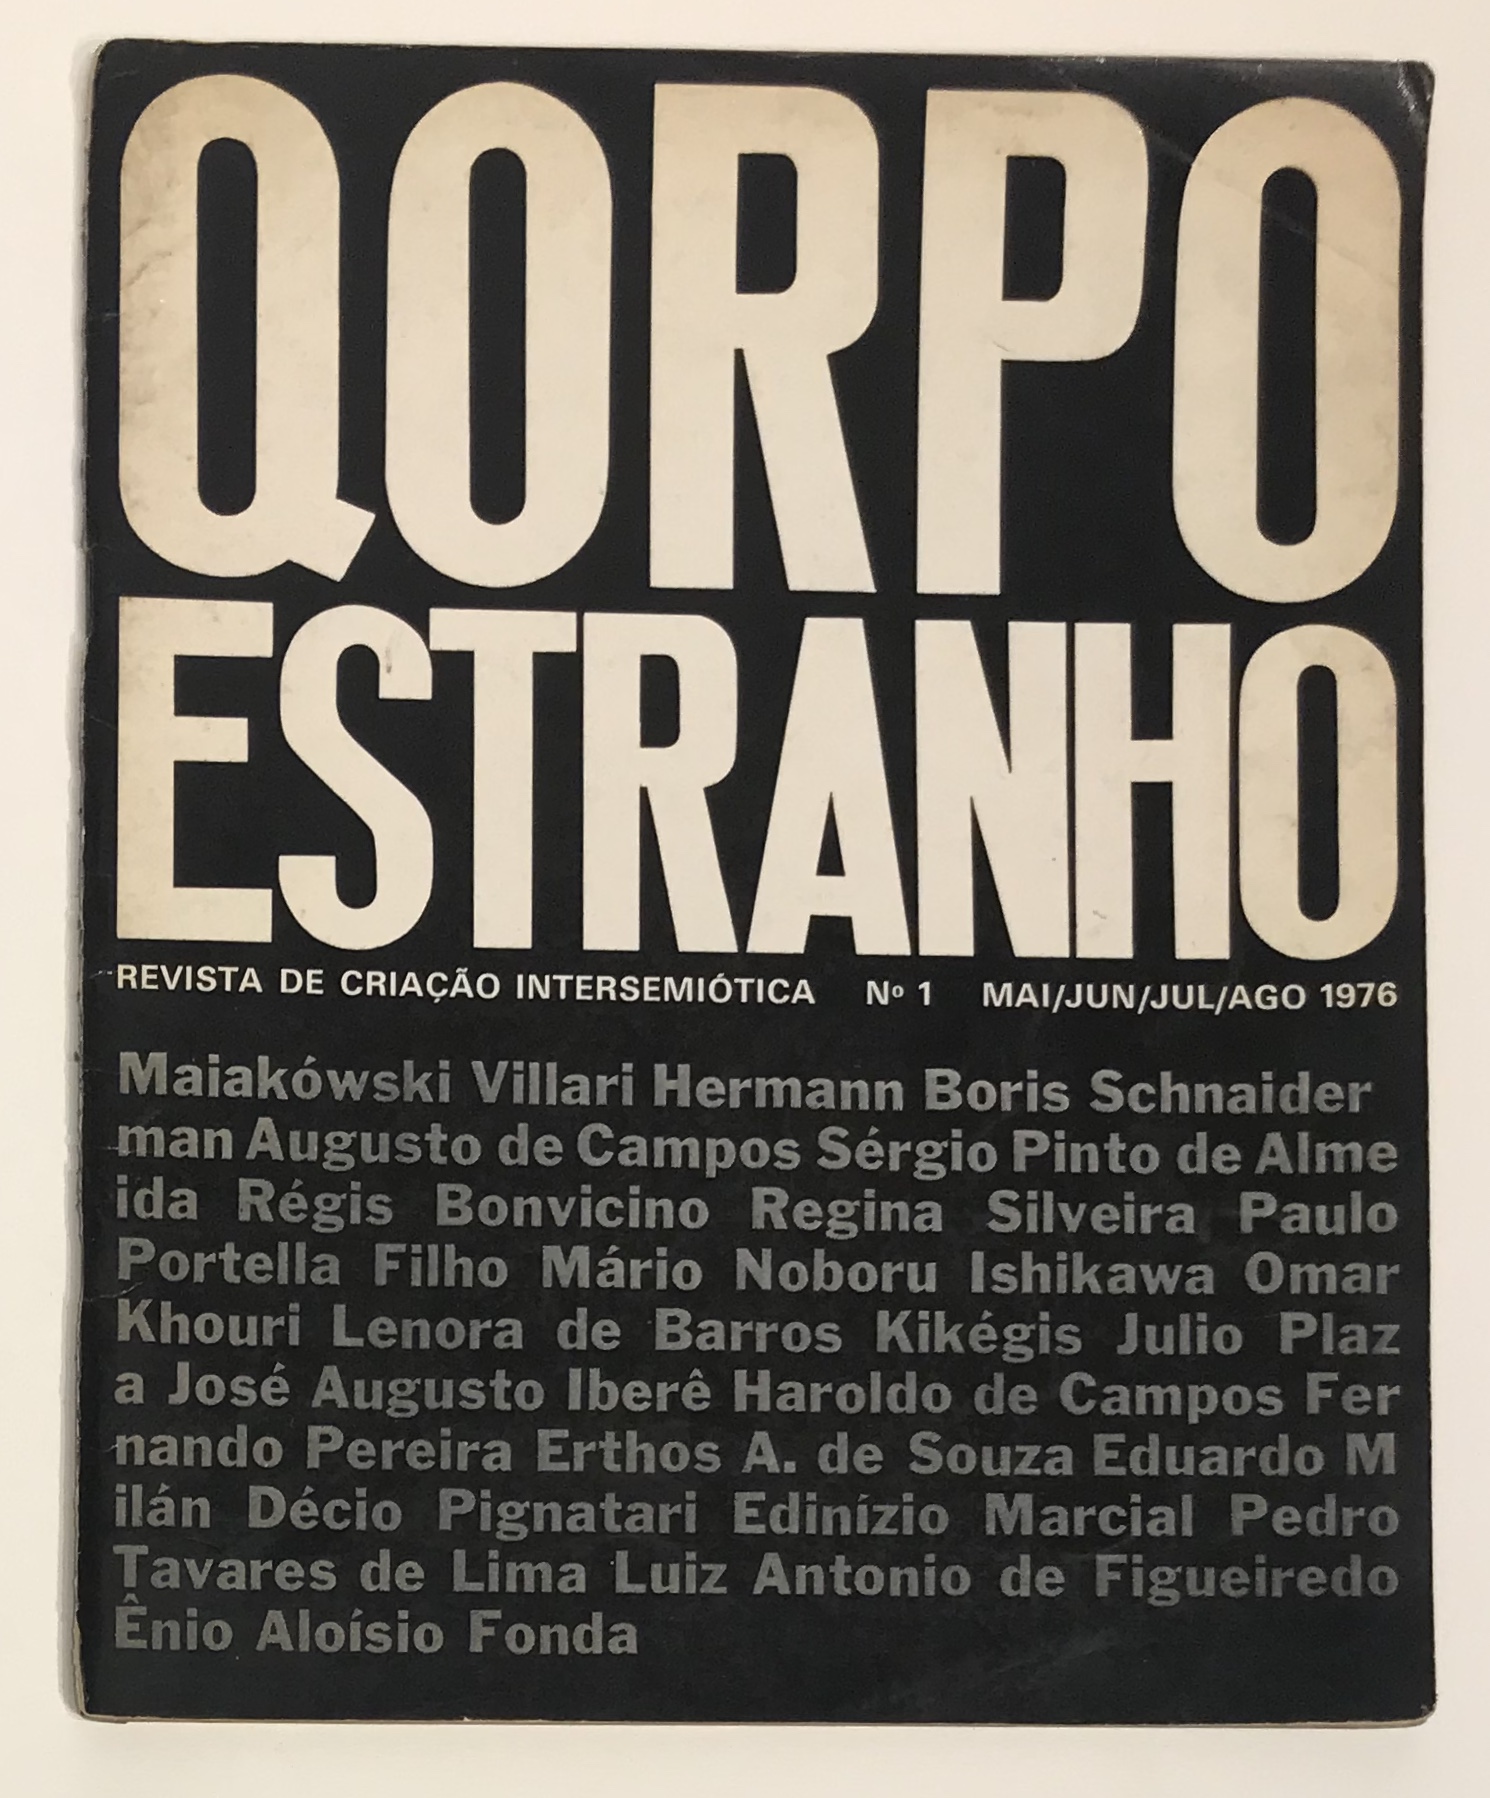 QORPO
ESTRANHO
REVISTA DE CRIAÇÃO INTERSEMIÓTICA Nº 1 MAI/JUN/JUL/AGO 1976
Maiakówski Villari Hermann Boris Schnaider
man Augusto de Campos Sérgio Pinto de Alme
ida Régis Bonvicino Regina Silveira Paulo
Portella Filho Mário Noboru Ishikawa Omar
Khouri Lenora de Barros Kikégis Julio Plaz
a José Augusto Iberê Haroldo de Campos Fer
nando Pereira Erthos A. de Souza Eduardo M
ilán Décio Pignatari Edinízio Marcial Pedro
Tavares de Lima Luiz Antonio de Figueiredo
Ênio Aloísio Fonda